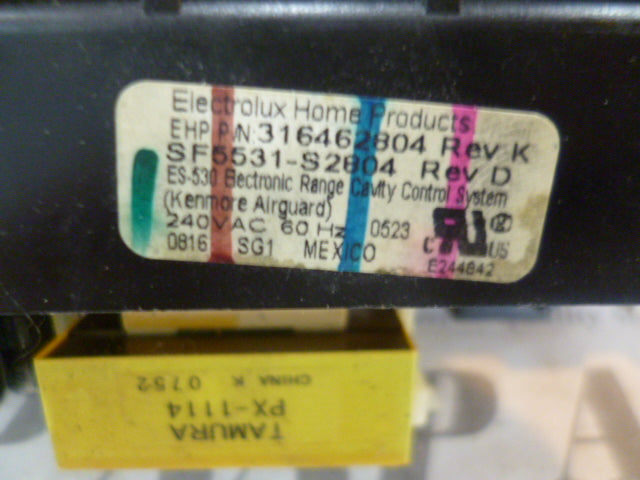 Electrolux Home Products
EHP P/N:316462804 Rev K
SF5531-S2804 Rev D
ES-530 Electronic Range Cavity Control System
(Kenmore Airguard)
240VAC 60 Hz 0523
0816 SG1 MEXICO C US
E244842
TAMURA
PX-1114
CHINA K 0752